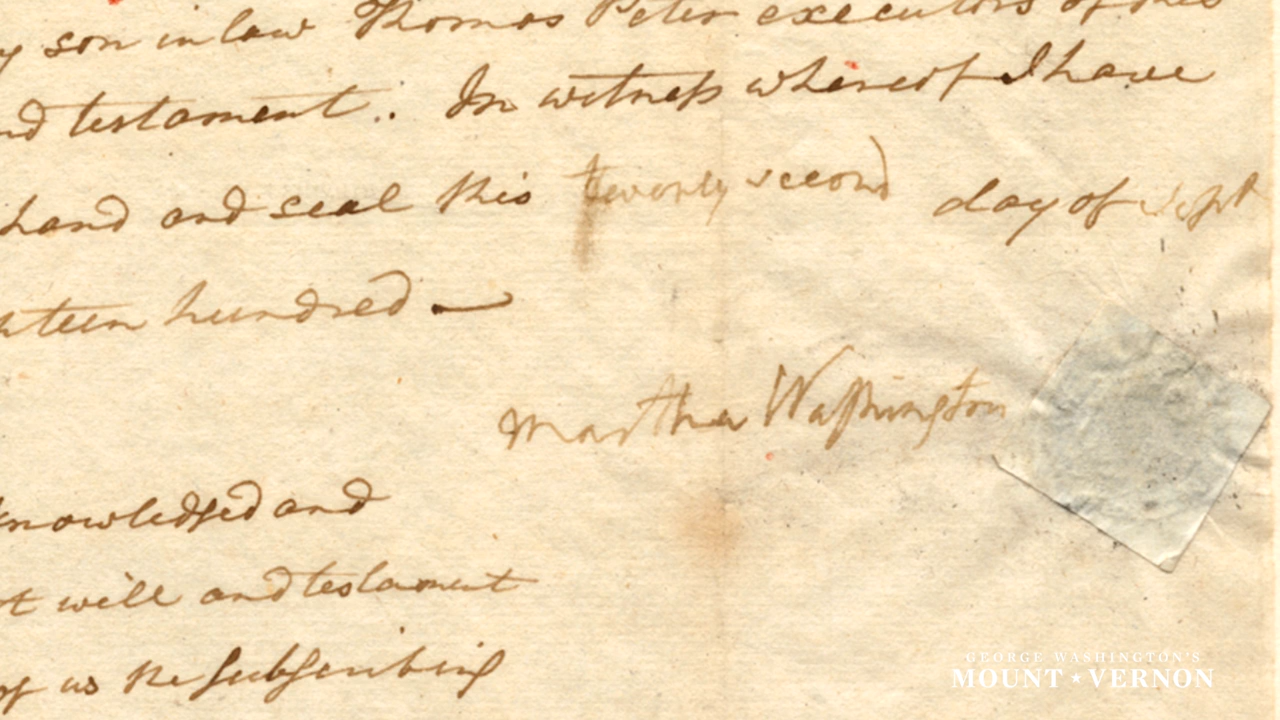 y son in law Thomas Peter executors of this
nd testament : In witness whereof I have
hand and seal this twenty second day of Sept
hteen hundred —
Martha Washington
knowledged and
t will and testament
of us the subscribing
GEORGE WASHINGTON'S
MOUNT ★ VERNON